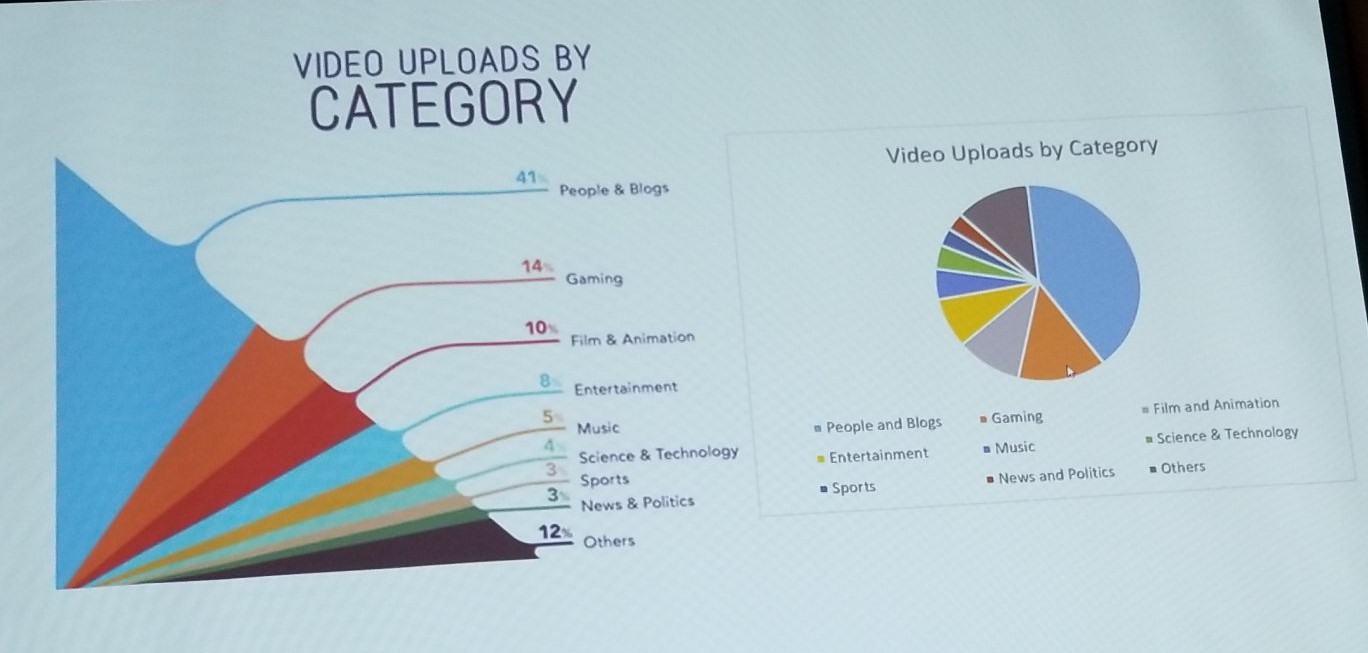 VIDEO UPLOADS BY
CATEGORY
41% People & Blogs
14% Gaming
10% Film & Animation
8% Entertainment
5% Music
4% Science & Technology
3% Sports
3% News & Politics
12% Others
Video Uploads by Category
People and Blogs Gaming Film and Animation
Entertainment Music Science & Technology
Sports News and Politics Others